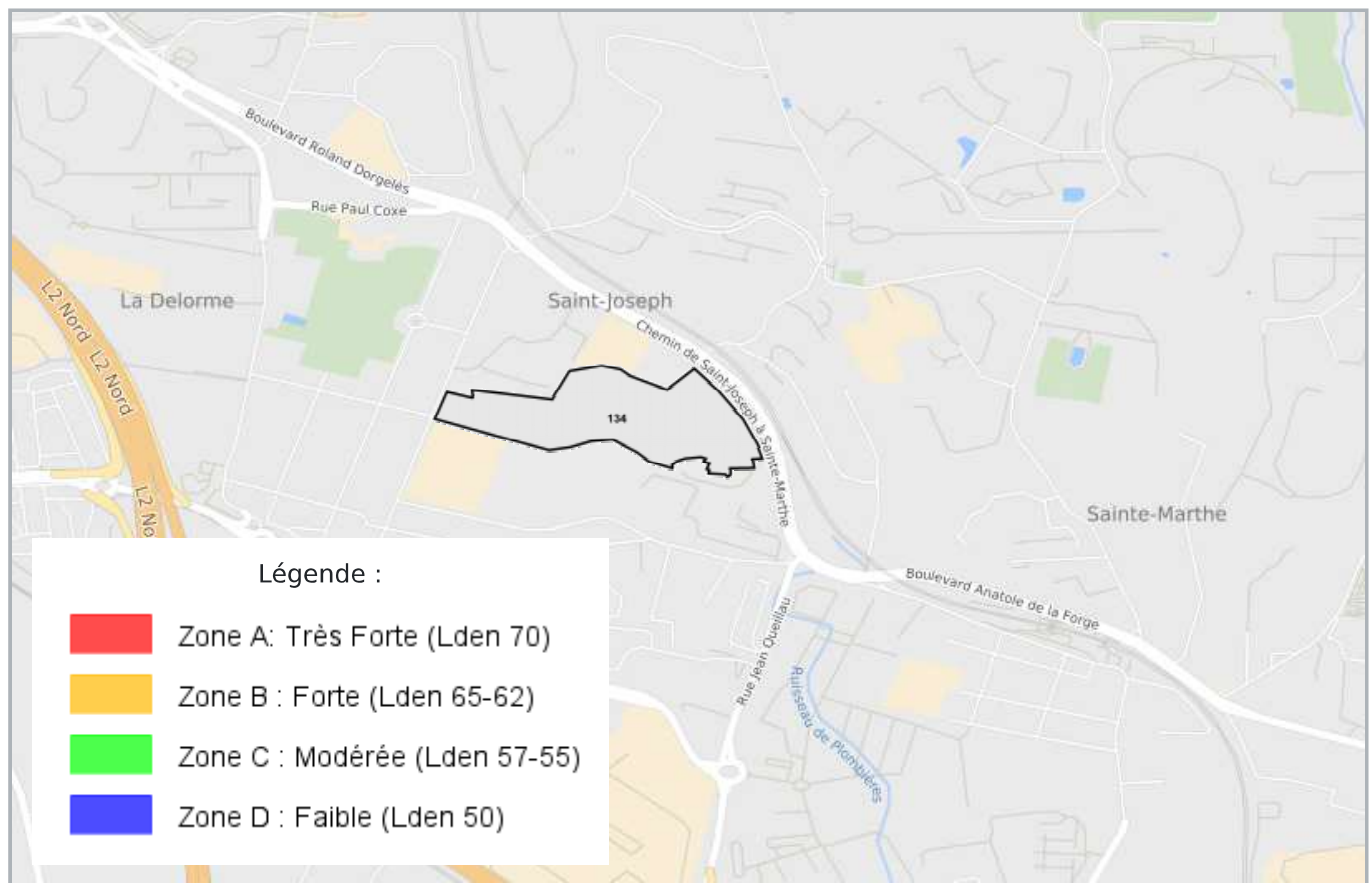 Boulevard Roland Dorgelès
Rue Paul Coxe
La Delorme
Saint-Joseph
L2 Nord L2 Nord
Chemin de Saint-Joseph à Sainte-Marthe
134
L2 No
Sainte-Marthe
Boulevard Anatole de la Forge
Rue Jean Queillau
Ruisseau de Plombières
Légende :
Zone A: Très Forte (Lden 70)
Zone B : Forte (Lden 65-62)
Zone C : Modérée (Lden 57-55)
Zone D : Faible (Lden 50)